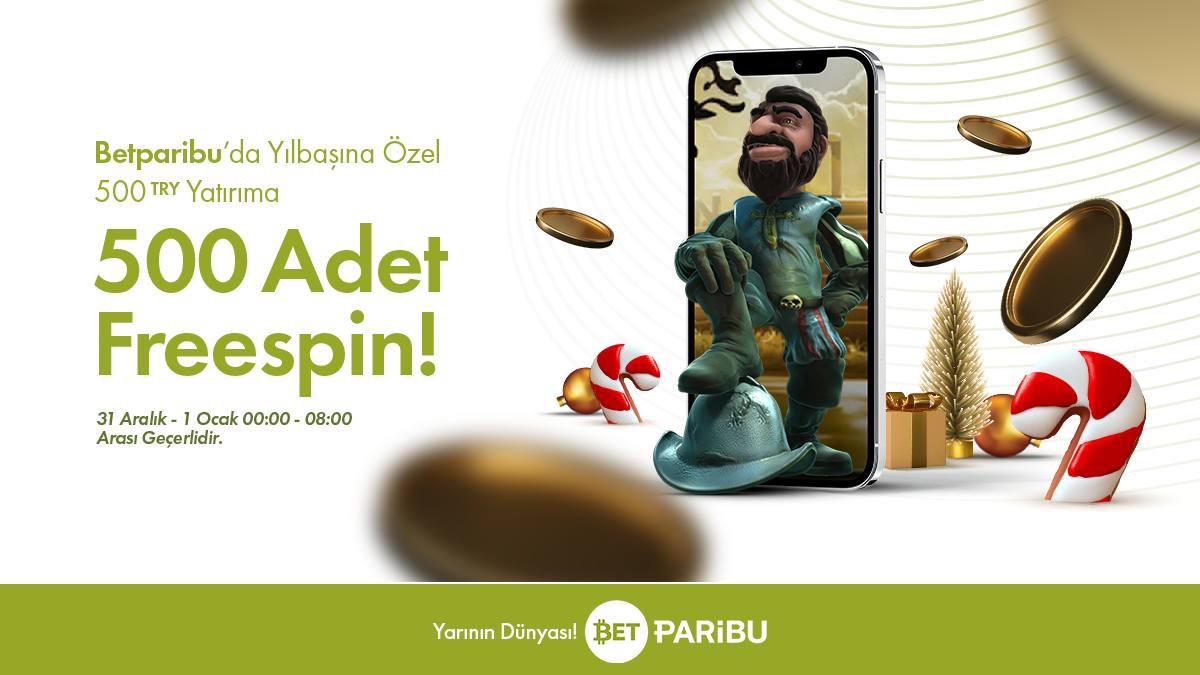 Betparibu'da Yılbaşına Özel
500 TRY Yatırıma
500 Adet
Freespin!
31 Aralık - 1 Ocak 00:00 - 08:00
Arası Geçerlidir.
Yarının Dünyası! BET PARiBU